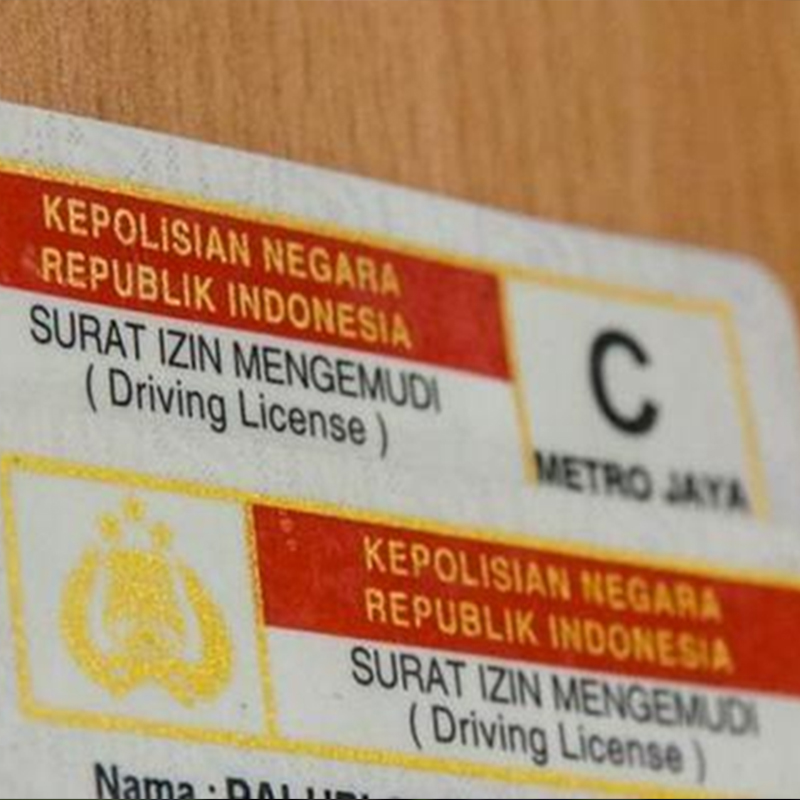 KEPOLISIAN NEGARA
REPUBLIK INDONESIA
SURAT IZIN MENGEMUDI
( Driving License )
C
METRO JAYA
KEPOLISIAN NEGARA
REPUBLIK INDONESIA
SURAT IZIN MENGEMUDI
( Driving License )
Nama :